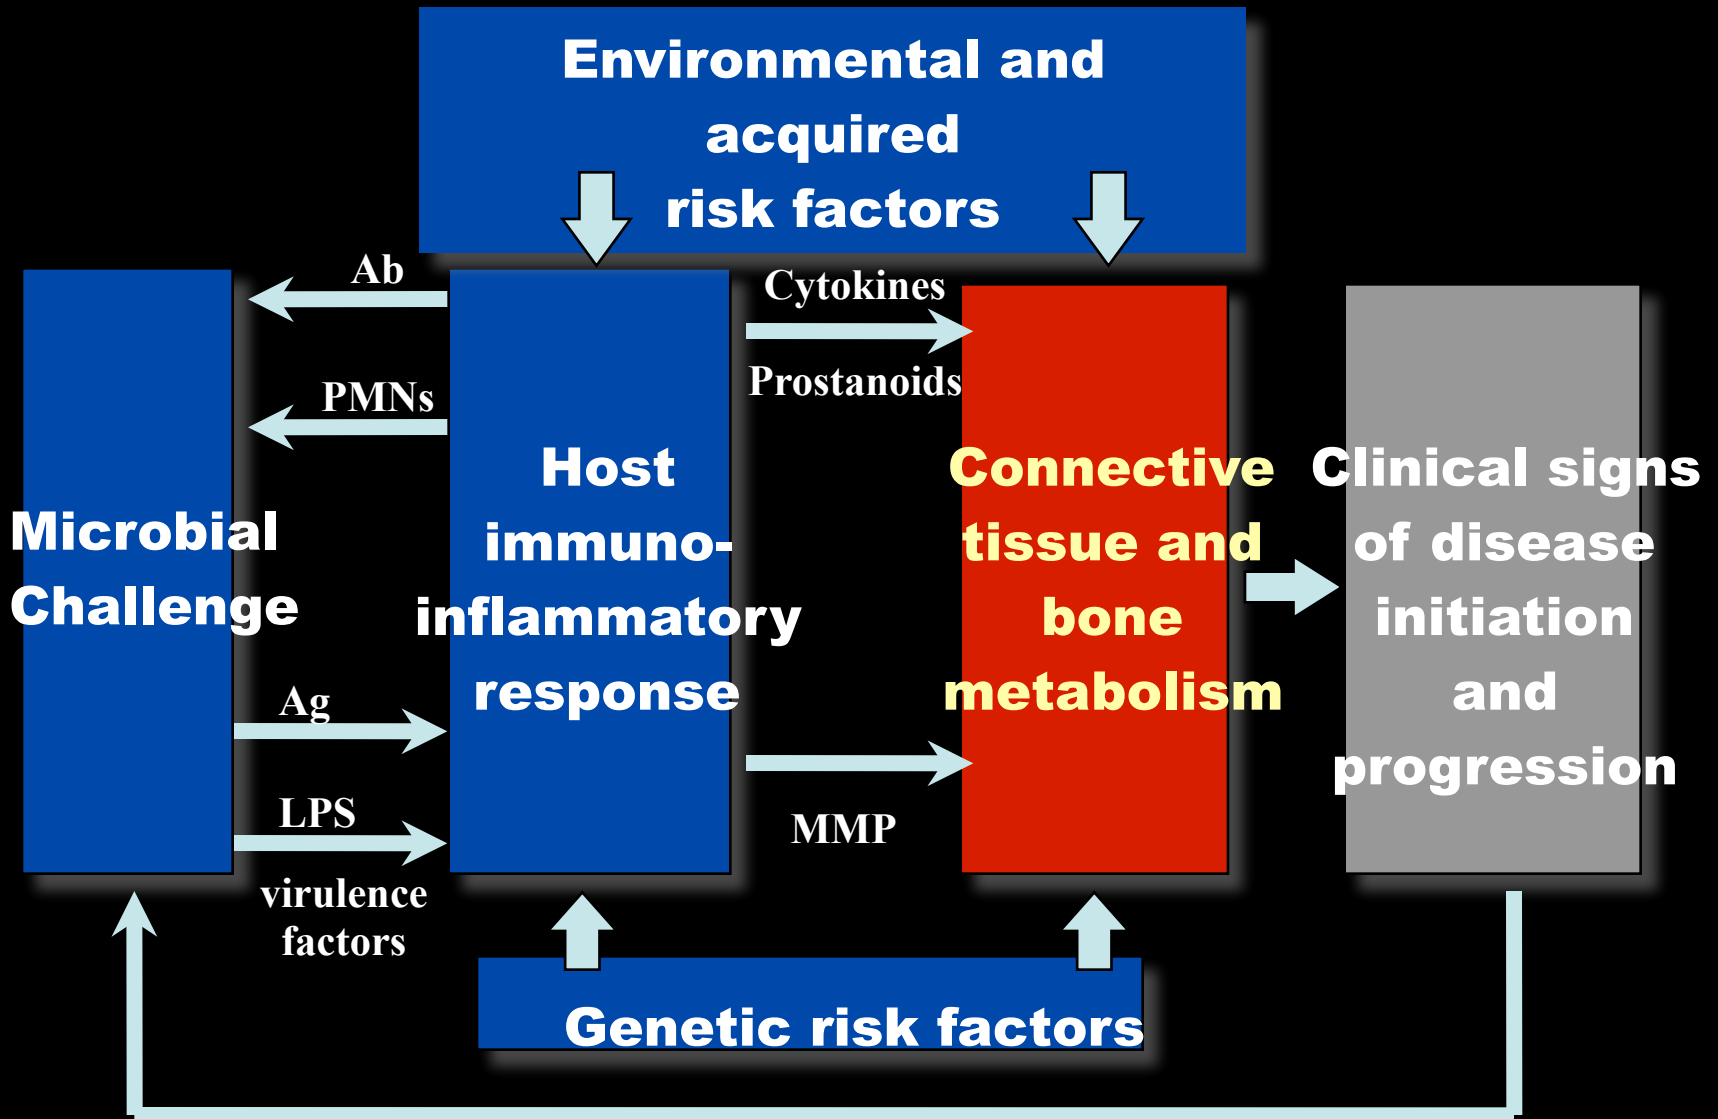 Environmental and
acquired
risk factors
Ab
PMNs
Microbial
Challenge
Ag
LPS
virulence
factors
Host
immuno-
inflammatory
response
Cytokines
Prostanoids
MMP
Connective
tissue and
bone
metabolism
Clinical signs
of disease
initiation
and
progression
Genetic risk factors